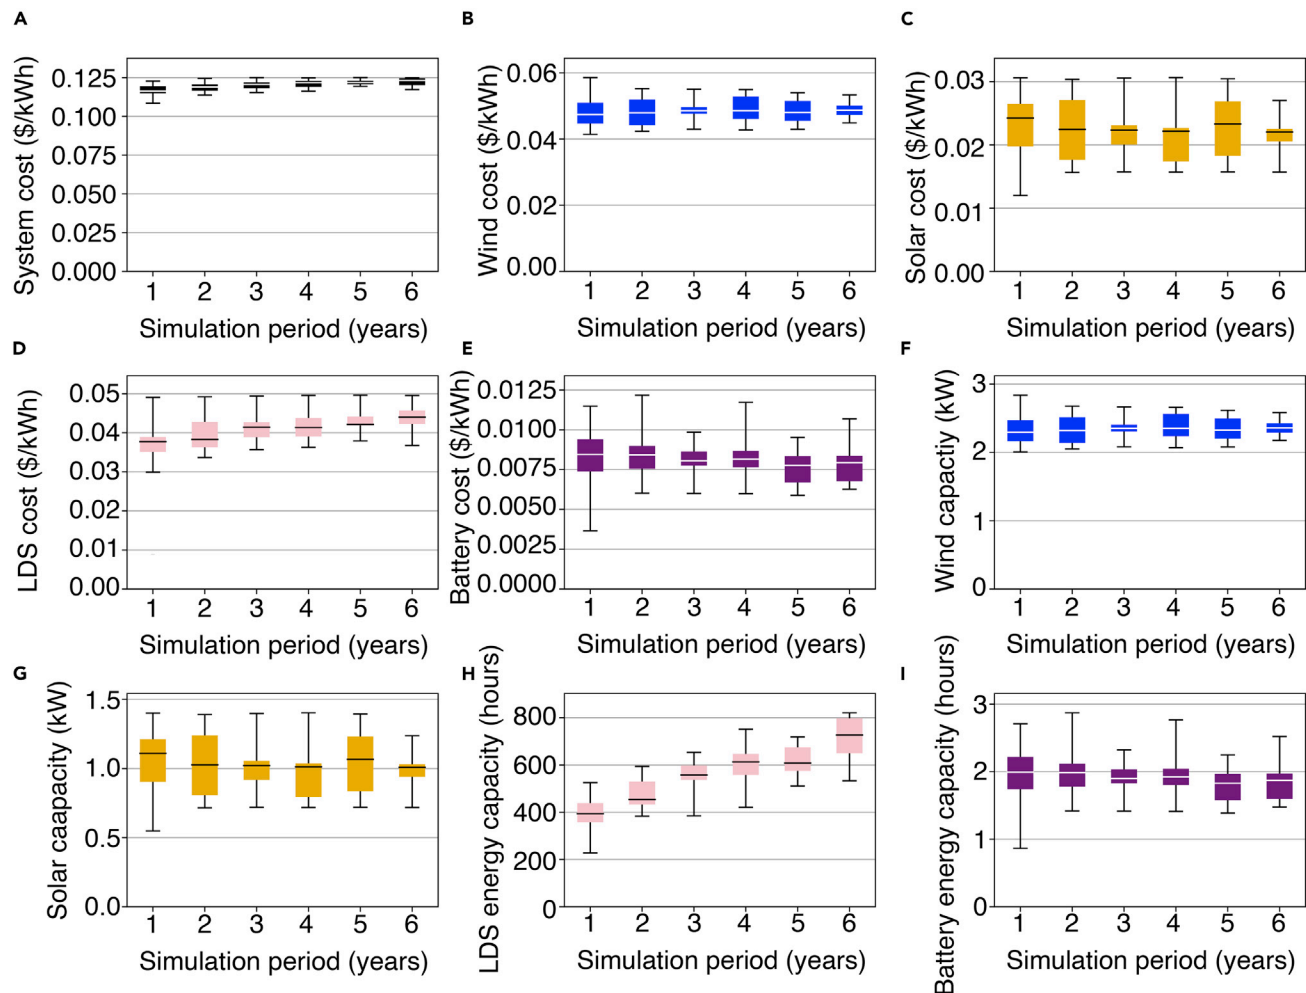 A
System cost ($/kWh)
0.125
0.100
0.075
0.050
0.025
0.000
1 2 3 4 5 6
Simulation period (years)
B
Wind cost ($/kWh)
0.06
0.04
0.02
0.00
1 2 3 4 5 6
Simulation period (years)
C
Solar cost ($/kWh)
0.03
0.02
0.01
0.00
1 2 3 4 5 6
Simulation period (years)
D
LDS cost ($/kWh)
0.05
0.04
0.03
0.02
0.01
0.00
1 2 3 4 5 6
Simulation period (years)
E
Battery cost ($/kWh)
0.0125
0.0100
0.0075
0.0050
0.0025
0.0000
1 2 3 4 5 6
Simulation period (years)
F
Wind capactiy (kW)
3
2
1
0
1 2 3 4 5 6
Simulation period (years)
G
Solar caapacity (kW)
1.5
1.0
0.5
0.0
1 2 3 4 5 6
Simulation period (years)
H
LDS energy capacity (hours)
800
600
400
200
0
1 2 3 4 5 6
Simulation period (years)
I
Battery energy capacity (hours)
3
2
1
0
1 2 3 4 5 6
Simulation period (years)